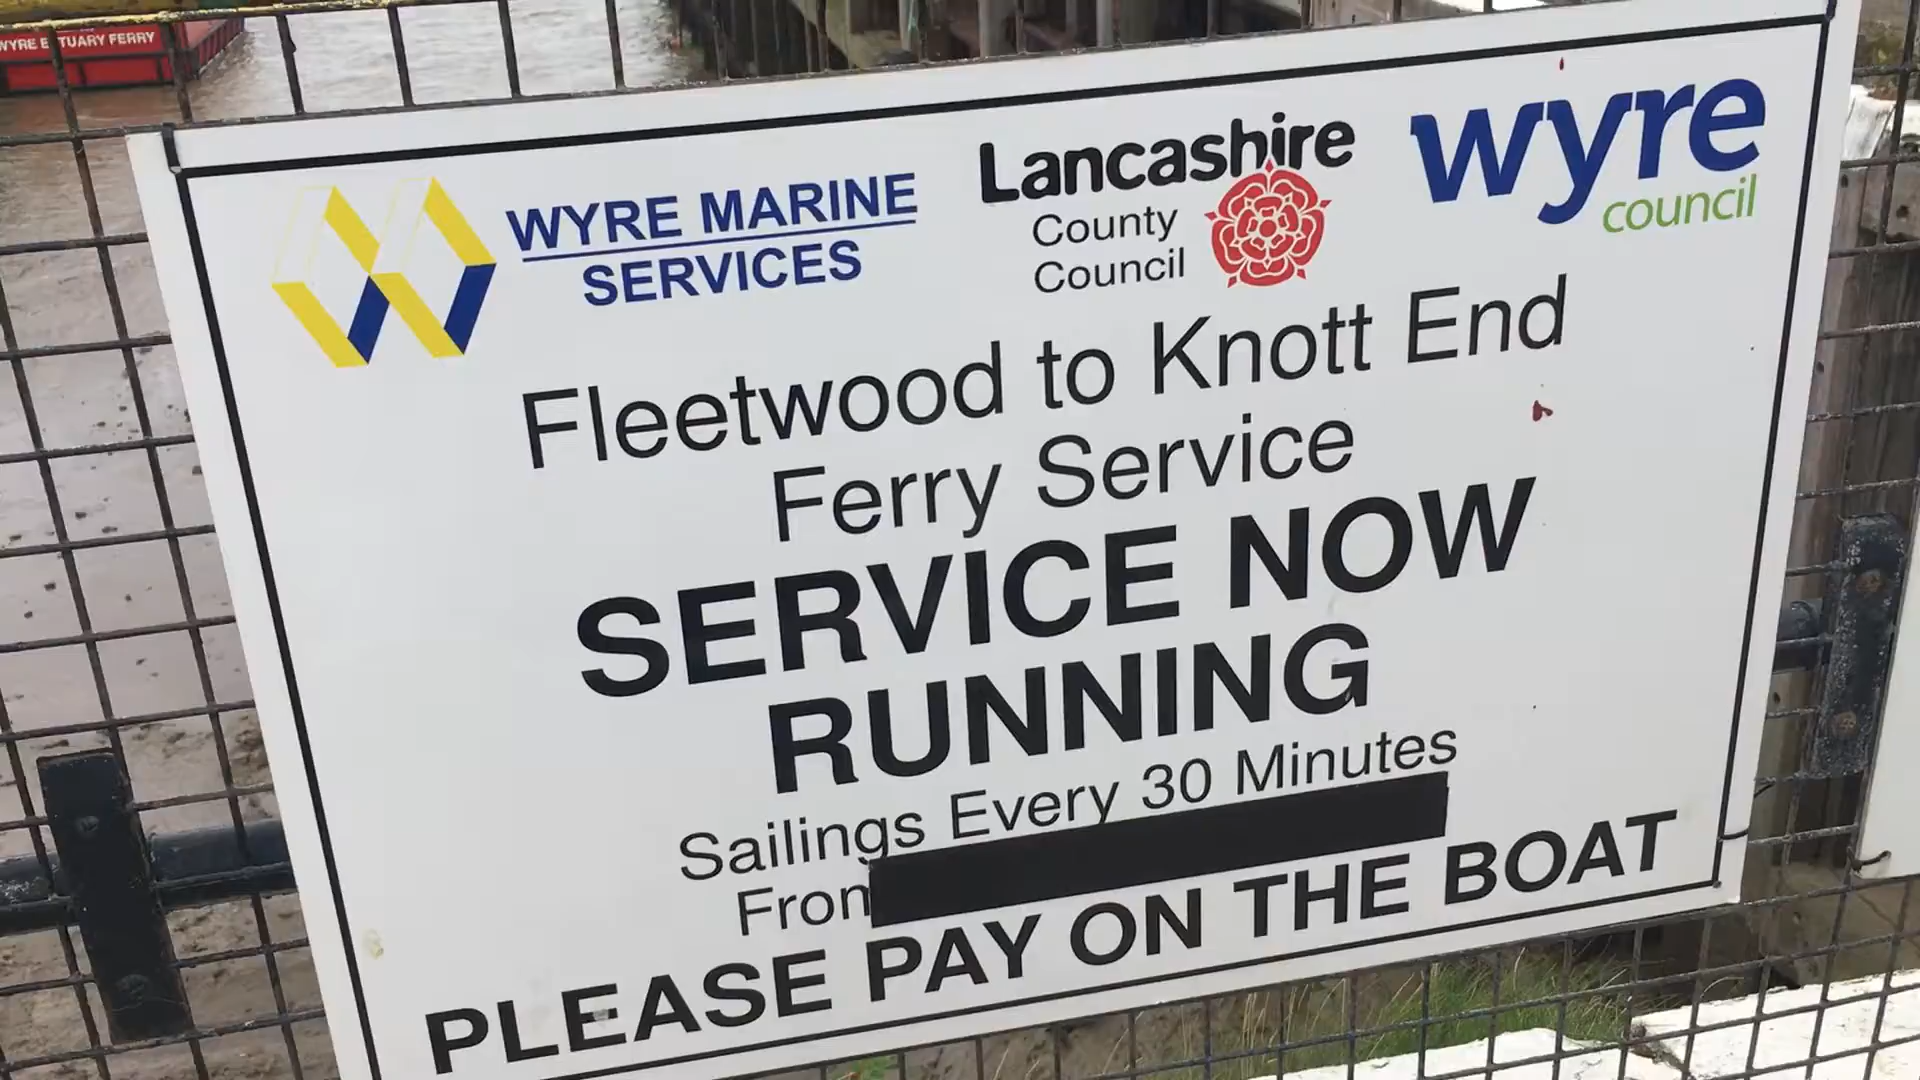 WYRE ESTUARY FERRY
WYRE MARINE
SERVICES
Lancashire
County
Council
wyre
council
Fleetwood to Knott End
Ferry Service
SERVICE NOW
RUNNING
Sailings Every 30 Minutes
PLEASE PAY ON THE BOAT